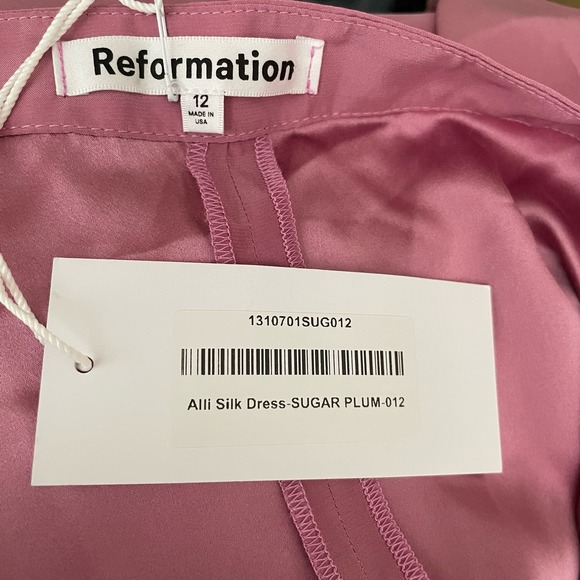 Reformation
12
MADE IN
USA
1310701SUG012
Alli Silk Dress-SUGAR PLUM-012